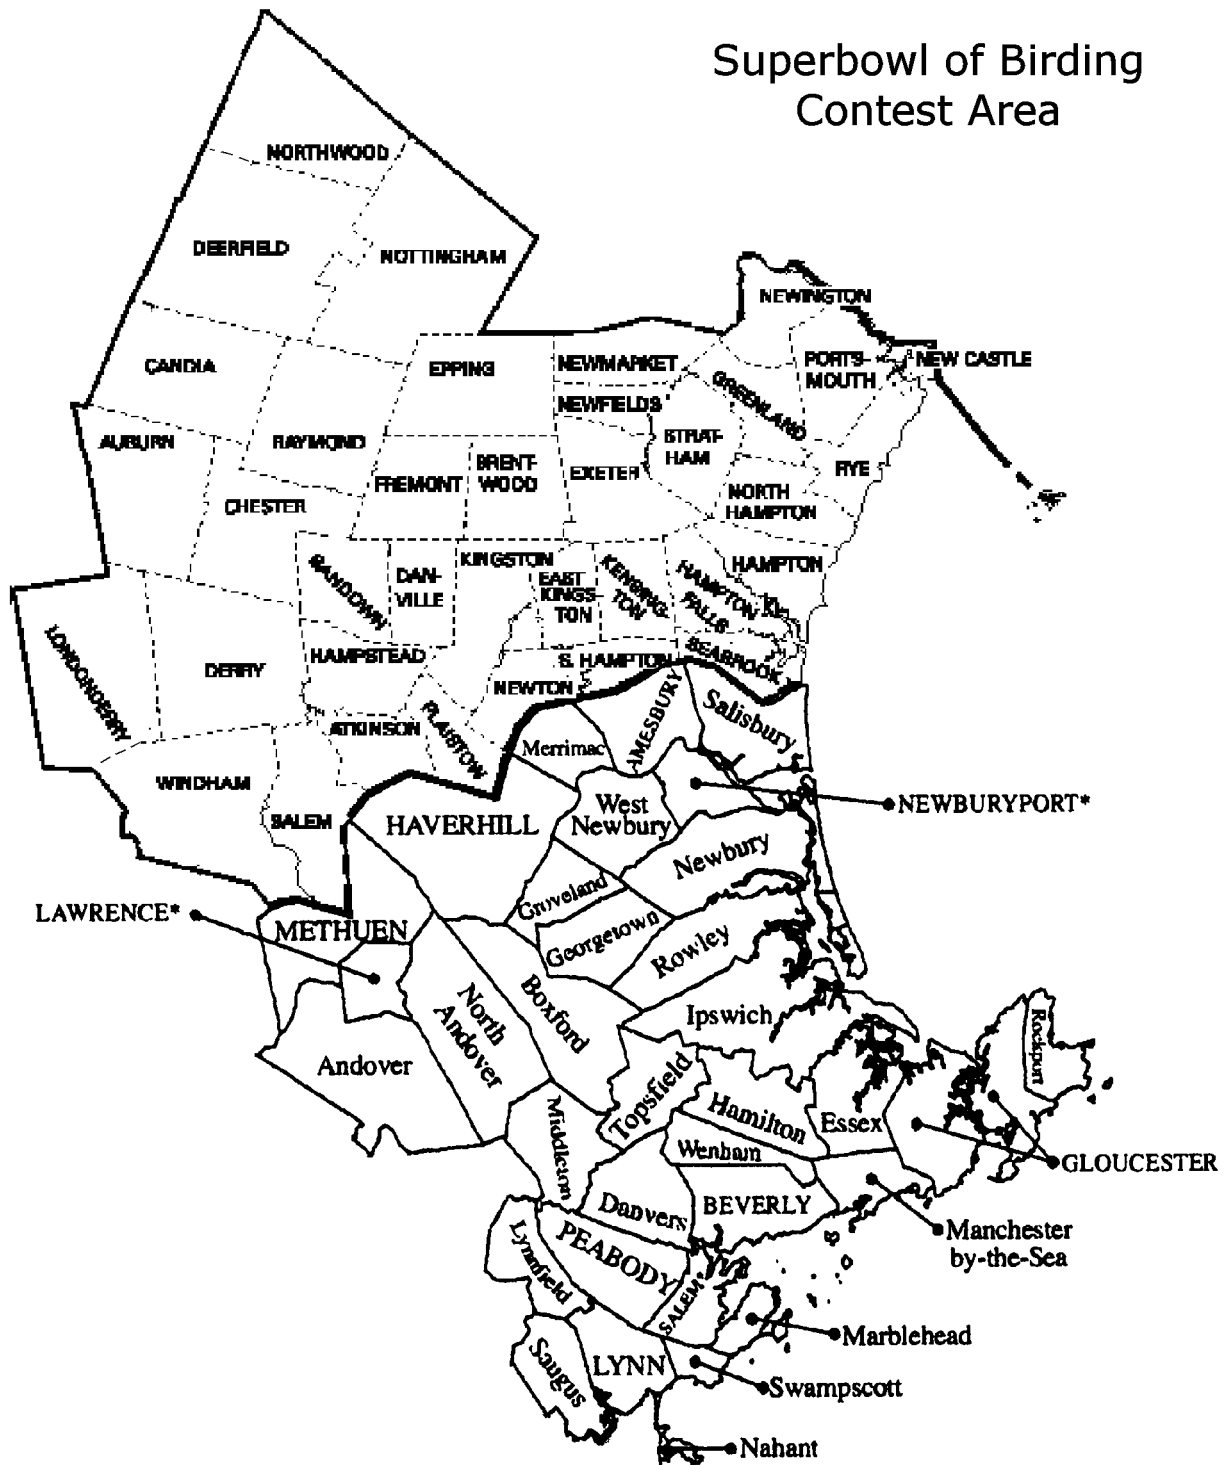 Superbowl of Birding
Contest Area
NORTHWOOD
DEERFIELD
NOTTINGHAM
NEWINGTON
CANDIA
EPPING
NEWMARKET
PORTS-
MOUTH
NEW CASTLE
GREENLAND
NEWFIELDS
AUBURN
RAYMOND
STRAT-
HAM
RYE
FREMONT
BRENT-
WOOD
EXETER
NORTH
HAMPTON
CHESTER
SANDOWN
DAN-
VILLE
KINGSTON
EAST
KINGS
TON
KENSING-
TON
HAMPTON
FALLS
HAMPTON
LONDONDERRY
DERRY
HAMPSTEAD
S. HAMPTON
SEABROOK
NEWTON
ATKINSON
PLAISTOW
WINDHAM
SALEM
Merrimac
AMESBURY
Salisbury
NEWBURYPORT*
HAVERHILL
West
Newbury
Newbury
LAWRENCE*
METHUEN
Groveland
Georgetown
Rowley
North
Andover
Boxford
Ipswich
Andover
Topsfield
Rockport
Hamilton
Essex
Middleton
Wenham
GLOUCESTER
Danvers
BEVERLY
Manchester
by-the-Sea
Lynnfield
PEABODY
SALEM
Marblehead
Saugus
LYNN
Swampscott
Nahant